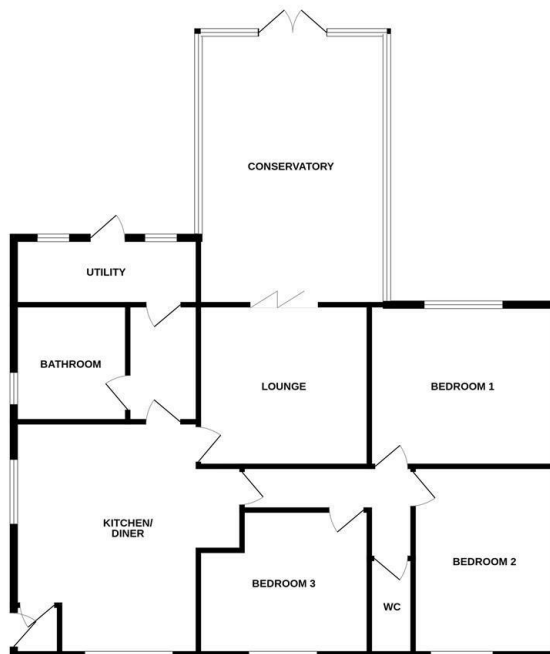 CONSERVATORY
UTILITY
BATHROOM
LOUNGE
BEDROOM 1
KITCHEN/
DINER
BEDROOM 3
BEDROOM 2
WC